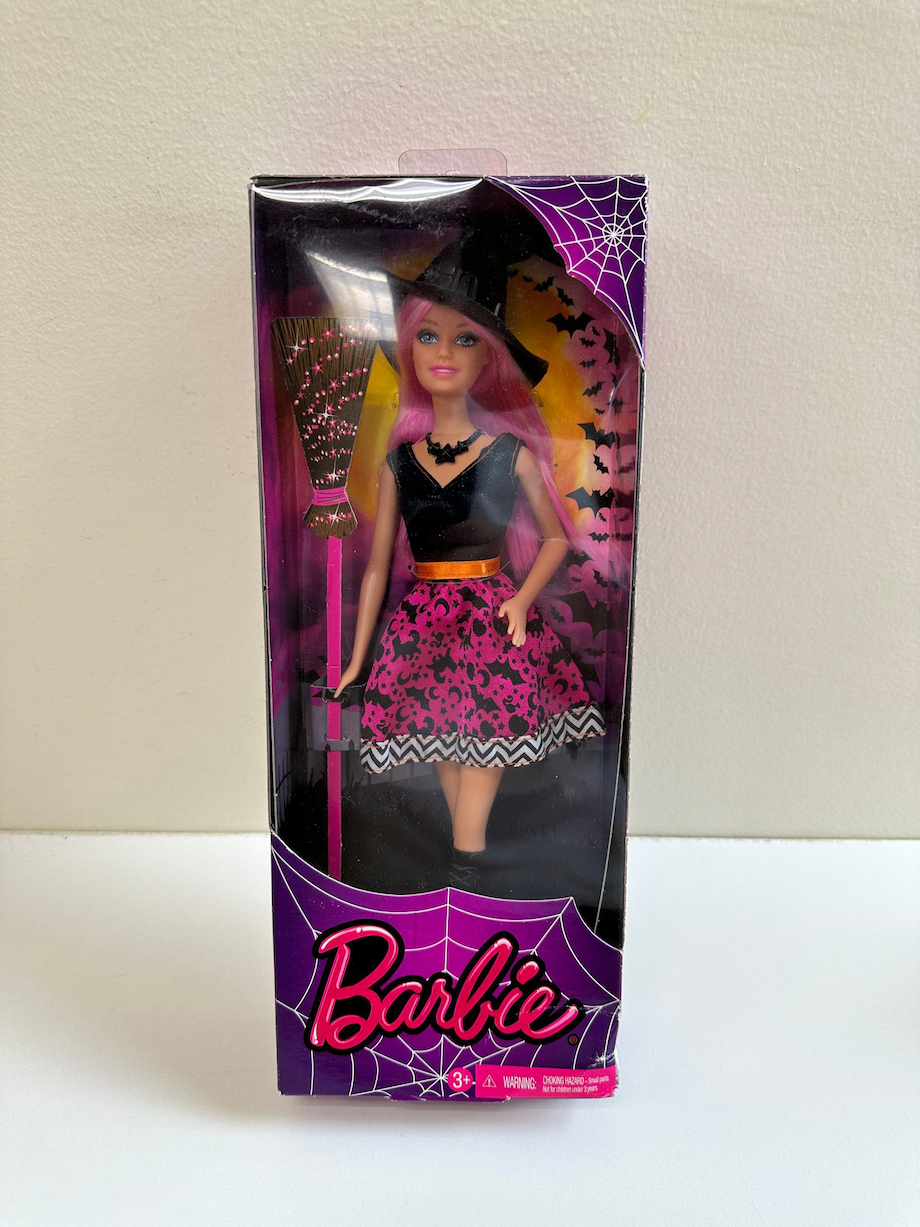 Barbie®
3+ WARNING: CHOKING HAZARD - Small parts.
Not for children under 3 years.